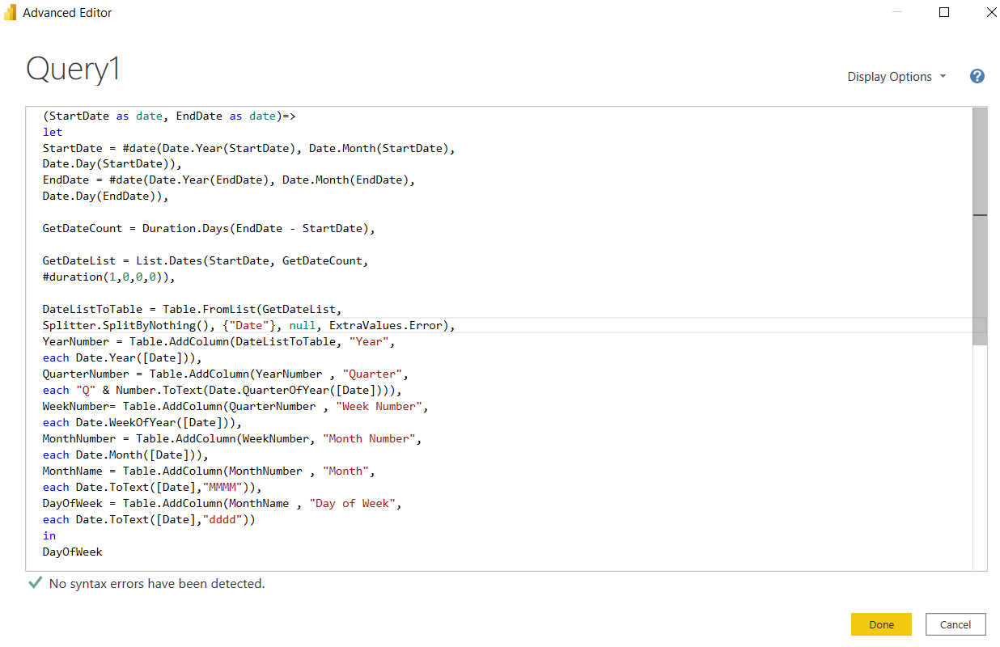 Advanced Editor
Query1
Display Options
?
(StartDate as date, EndDate as date)=>
let
StartDate = #date(Date.Year(StartDate), Date.Month(StartDate),
Date.Day(StartDate)),
EndDate = #date(Date.Year(EndDate), Date.Month(EndDate),
Date.Day(EndDate)),
GetDateCount = Duration.Days(EndDate - StartDate),
GetDateList = List.Dates(StartDate, GetDateCount,
#duration(1,0,0,0)),
DateListToTable = Table.FromList(GetDateList,
Splitter.SplitByNothing(), {"Date"}, null, ExtraValues.Error),
YearNumber = Table.AddColumn(DateListToTable, "Year",
each Date.Year([Date])),
QuarterNumber = Table.AddColumn(YearNumber , "Quarter",
each "Q" & Number.ToText(Date.QuarterOfYear([Date]))),
WeekNumber= Table.AddColumn(QuarterNumber , "Week Number",
each Date.WeekOfYear([Date])),
MonthNumber = Table.AddColumn(WeekNumber, "Month Number",
each Date.Month([Date])),
MonthName = Table.AddColumn(MonthNumber , "Month",
each Date.ToText([Date],"MMMM")),
DayOfWeek = Table.AddColumn(MonthName , "Day of Week",
each Date.ToText([Date],"dddd"))
in
DayOfWeek
No syntax errors have been detected.
Done
Cancel